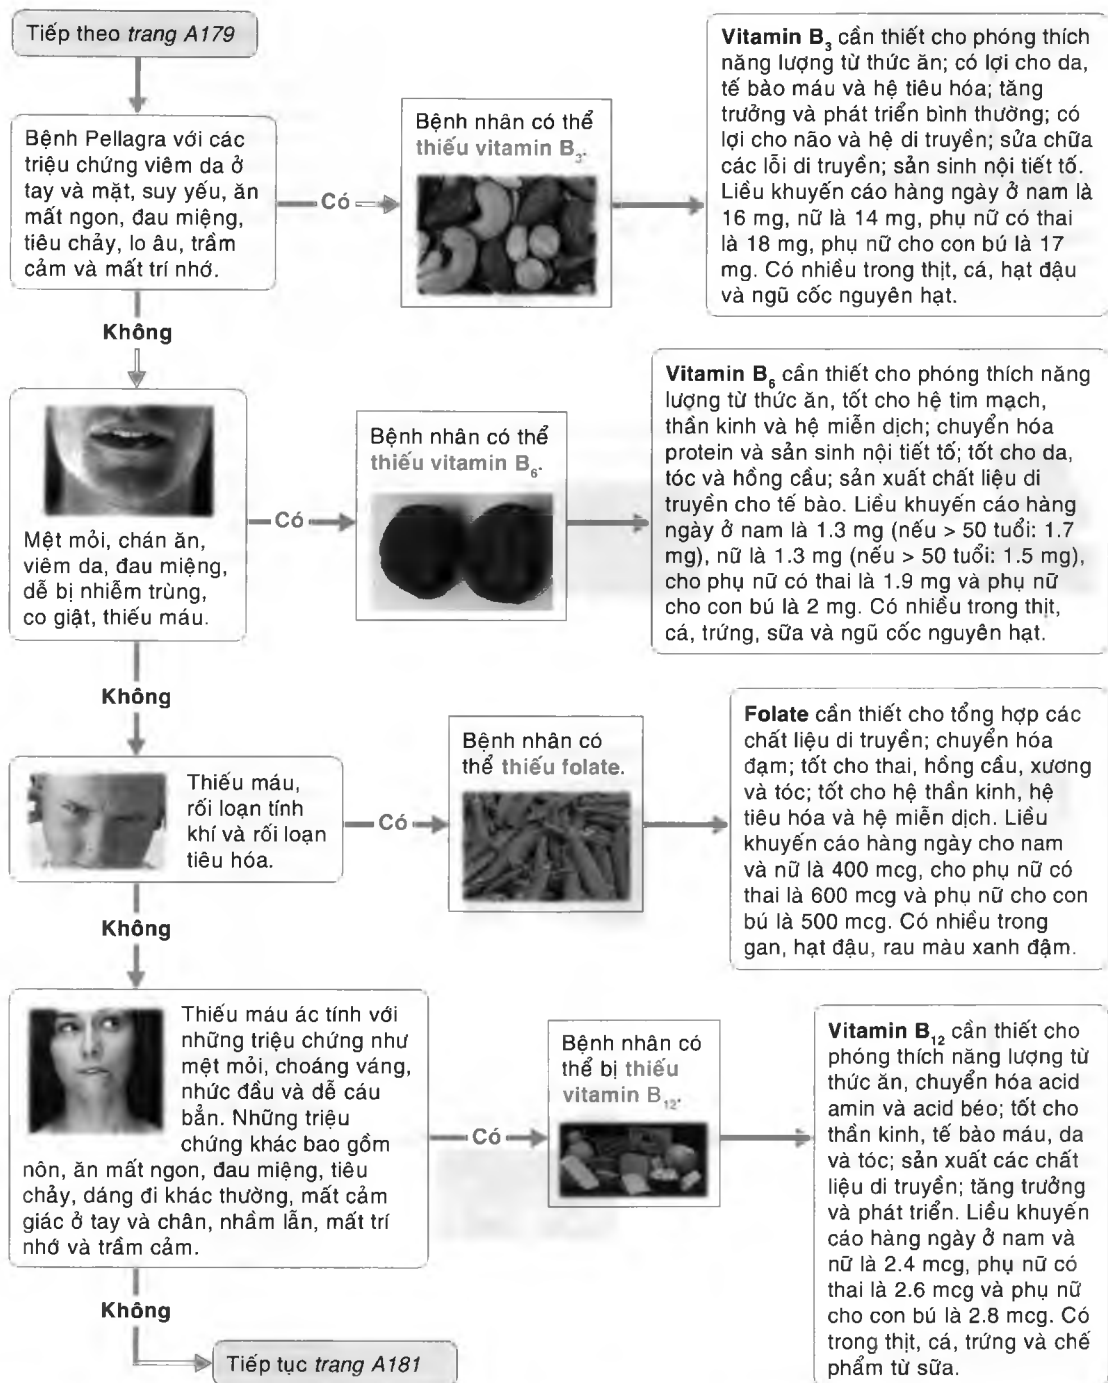 Tiếp theo trang A179
Bệnh Pellagra với các
triệu chứng viêm da ở
tay và mặt, suy yếu, ăn
mất ngon, đau miệng,
tiêu chảy, lo âu, trầm
cảm và mất trí nhớ.
Có
Bệnh nhân có thể
thiếu vitamin B₃.
Vitamin B₃ cần thiết cho phóng thích
năng lượng từ thức ăn; có lợi cho da,
tế bào máu và hệ tiêu hóa; tăng
trưởng và phát triển bình thường; có
lợi cho não và hệ di truyền; sửa chữa
các lỗi di truyền; sản sinh nội tiết tố.
Liều khuyến cáo hàng ngày ở nam là
16 mg, nữ là 14 mg, phụ nữ có thai
là 18 mg, phụ nữ cho con bú là 17
mg. Có nhiều trong thịt, cá, hạt đậu
và ngũ cốc nguyên hạt.
Không
Mệt mỏi, chán ăn,
viêm da, đau miệng,
dễ bị nhiễm trùng,
co giật, thiếu máu.
Có
Bệnh nhân có thể
thiếu vitamin B₆.
Vitamin B₆ cần thiết cho phóng thích năng
lượng từ thức ăn, tốt cho hệ tim mạch,
thần kinh và hệ miễn dịch; chuyển hóa
protein và sản sinh nội tiết tố; tốt cho da,
tóc và hồng cầu; sản xuất chất liệu di
truyền cho tế bào. Liều khuyến cáo hàng
ngày ở nam là 1.3 mg (nếu > 50 tuổi: 1.7
mg), nữ là 1.3 mg (nếu > 50 tuổi: 1.5 mg),
cho phụ nữ có thai là 1.9 mg và phụ nữ
cho con bú là 2 mg. Có nhiều trong thịt,
cá, trứng, sữa và ngũ cốc nguyên hạt.
Không
Thiếu máu,
rối loạn tính
khí và rối loạn
tiêu hóa.
Có
Bệnh nhân có
thể thiếu folate.
Folate cần thiết cho tổng hợp các
chất liệu di truyền; chuyển hóa
đạm; tốt cho thai, hồng cầu, xương
và tóc; tốt cho hệ thần kinh, hệ
tiêu hóa và hệ miễn dịch. Liều
khuyến cáo hàng ngày cho nam
và nữ là 400 mcg, cho phụ nữ có
thai là 600 mcg và phụ nữ cho con
bú là 500 mcg. Có nhiều trong
gan, hạt đậu, rau màu xanh đậm.
Không
Thiếu máu ác tính với
những triệu chứng như
mệt mỏi, choáng váng,
nhức đầu và dễ cáu
bẳn. Những triệu
chứng khác bao gồm
nôn, ăn mất ngon, đau miệng, tiêu
chảy, dáng đi khác thường, mất cảm
giác ở tay và chân, nhầm lẫn, mất trí
nhớ và trầm cảm.
Có
Bệnh nhân có
thể bị thiếu
vitamin B₁₂.
Vitamin B₁₂ cần thiết cho
phóng thích năng lượng từ
thức ăn, chuyển hóa acid
amin và acid béo; tốt cho
thần kinh, tế bào máu, da
và tóc; sản xuất các chất
liệu di truyền; tăng trưởng
và phát triển. Liều khuyến
cáo hàng ngày ở nam và
nữ là 2.4 mcg, phụ nữ có
thai là 2.6 mcg và phụ nữ
cho con bú là 2.8 mcg. Có
trong thịt, cá, trứng và chế
phẩm từ sữa.
Không
Tiếp tục trang A181